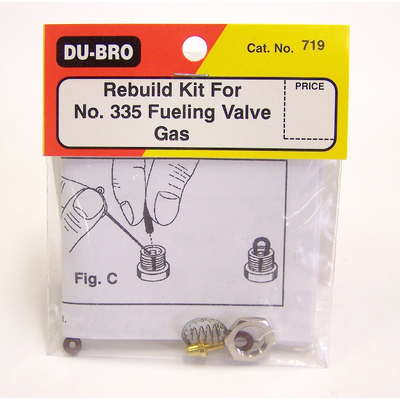 DU-BRO
Cat. No. 719
Rebuild Kit For
No. 335 Fueling Valve
Gas
PRICE
Fig. C